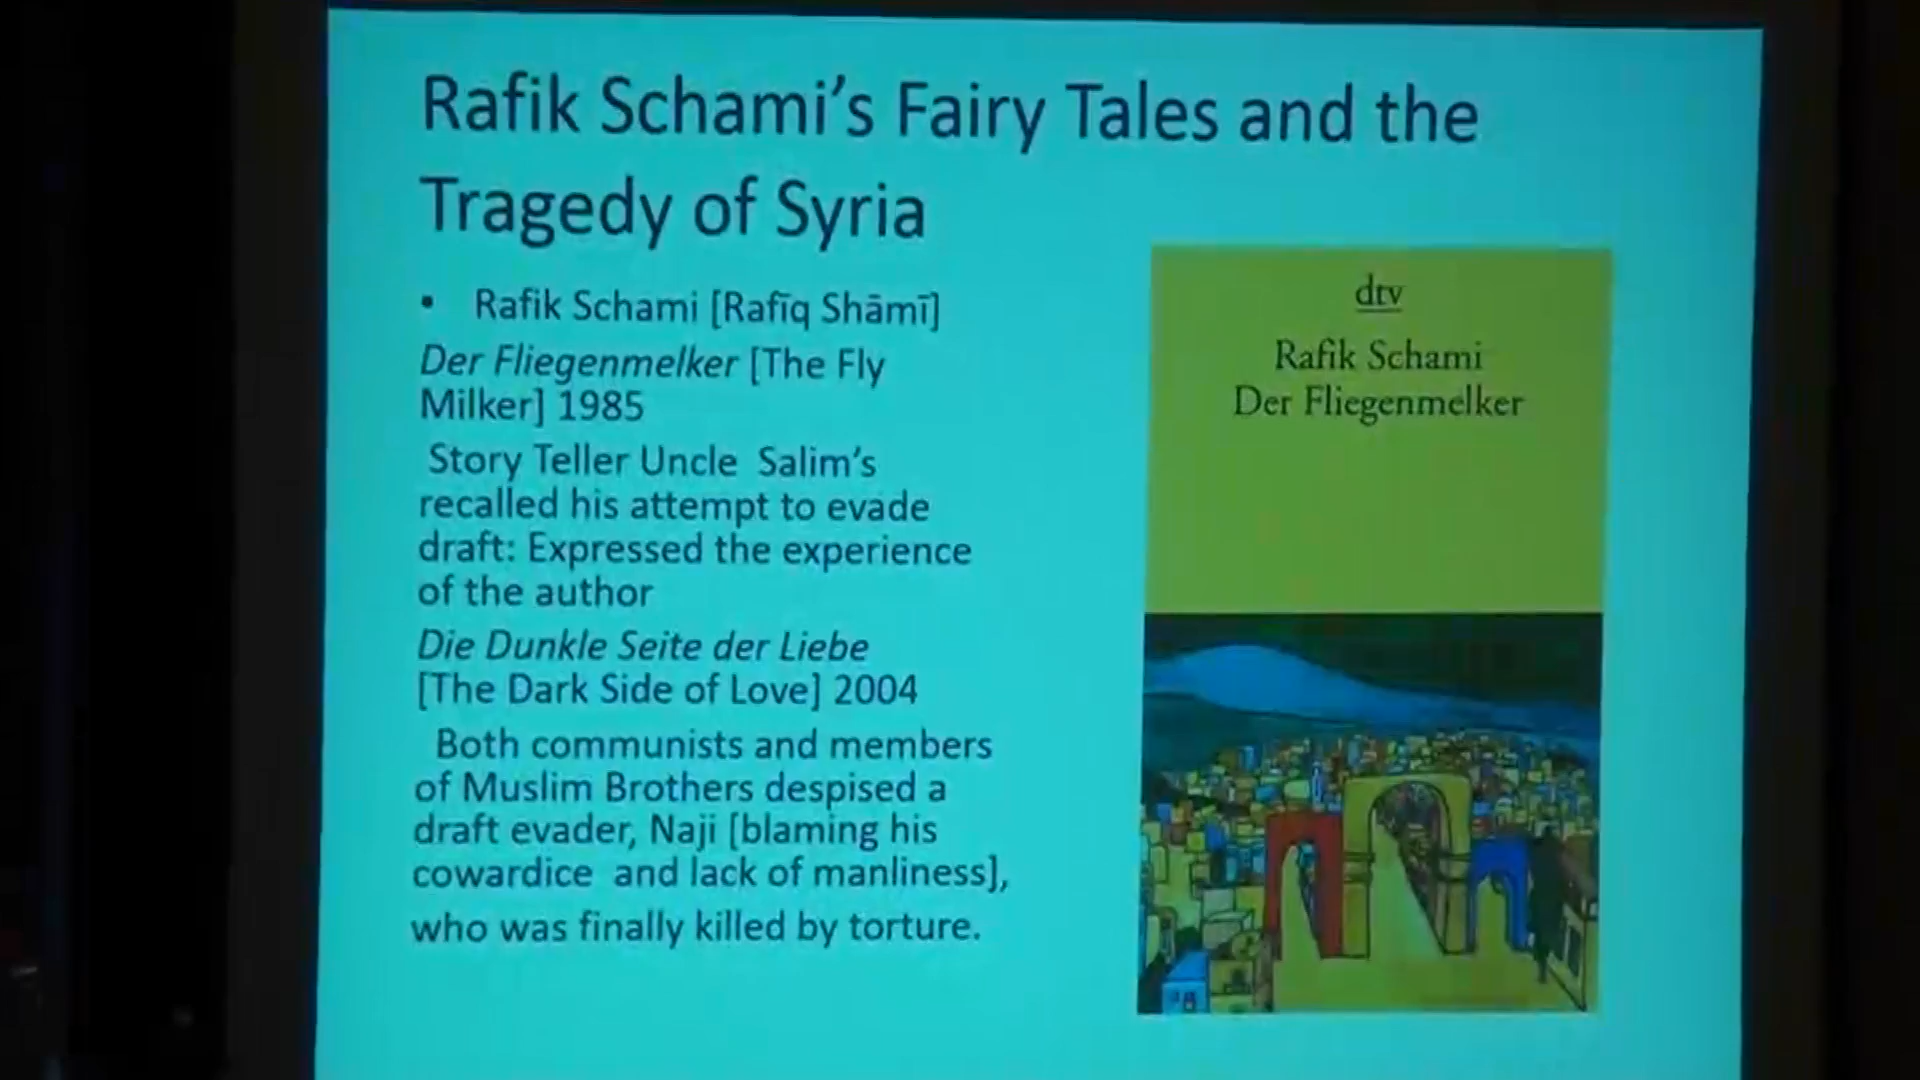 Rafik Schami’s Fairy Tales and the
Tragedy of Syria
• Rafik Schami [Rafīq Shāmī]
Der Fliegenmelker [The Fly
Milker] 1985
Story Teller Uncle Salim’s
recalled his attempt to evade
draft: Expressed the experience
of the author
Die Dunkle Seite der Liebe
[The Dark Side of Love] 2004
Both communists and members
of Muslim Brothers despised a
draft evader, Naji [blaming his
cowardice and lack of manliness],
who was finally killed by torture.
dtv
Rafik Schami
Der Fliegenmelker